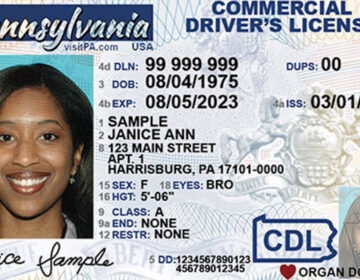 Pennsylvania
visitPA.com USA
COMMERCIAL
DRIVER'S LICENS
4d DLN: 99 999 999 DUPS: 00
3 DOB: 08/04/1975
4b EXP: 08/05/2023 4a ISS: 03/01/
1 SAMPLE
2 JANICE ANN
8 123 MAIN STREET
APT. 1
HARRISBURG, PA 17101-0000
15 SEX: F 18 EYES: BRO
16 HGT: 5'-06"
9 CLASS: A
9a END: NONE
12 RESTR: NONE
ice Sample
5 DD: 1234567890123
456789012345
CDL
ORGAN D